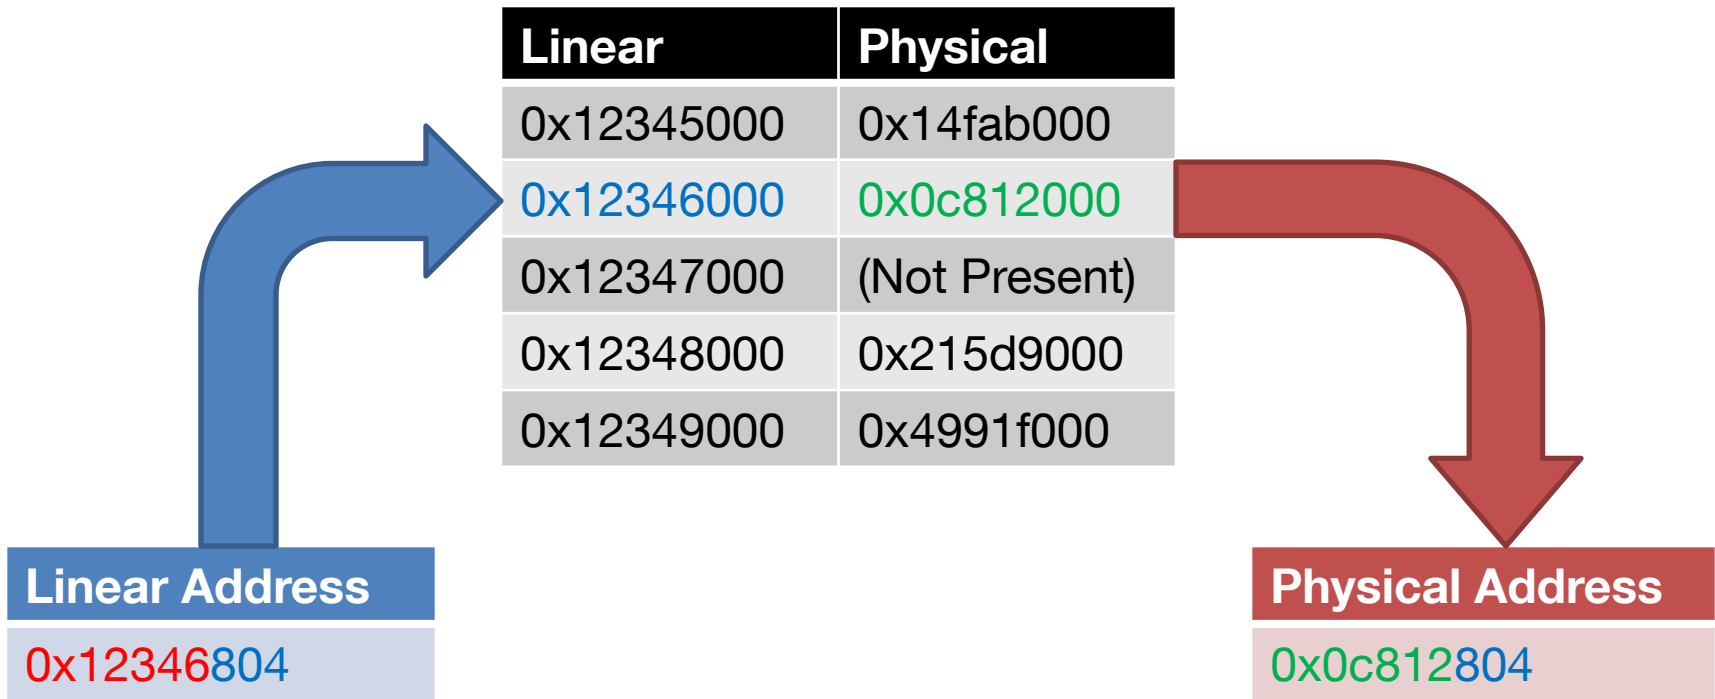 Linear Physical
0x12345000 0x14fab000
0x12346000 0x0c812000
0x12347000 (Not Present)
0x12348000 0x215d9000
0x12349000 0x4991f000
Linear Address
0x12346804
Physical Address
0x0c812804